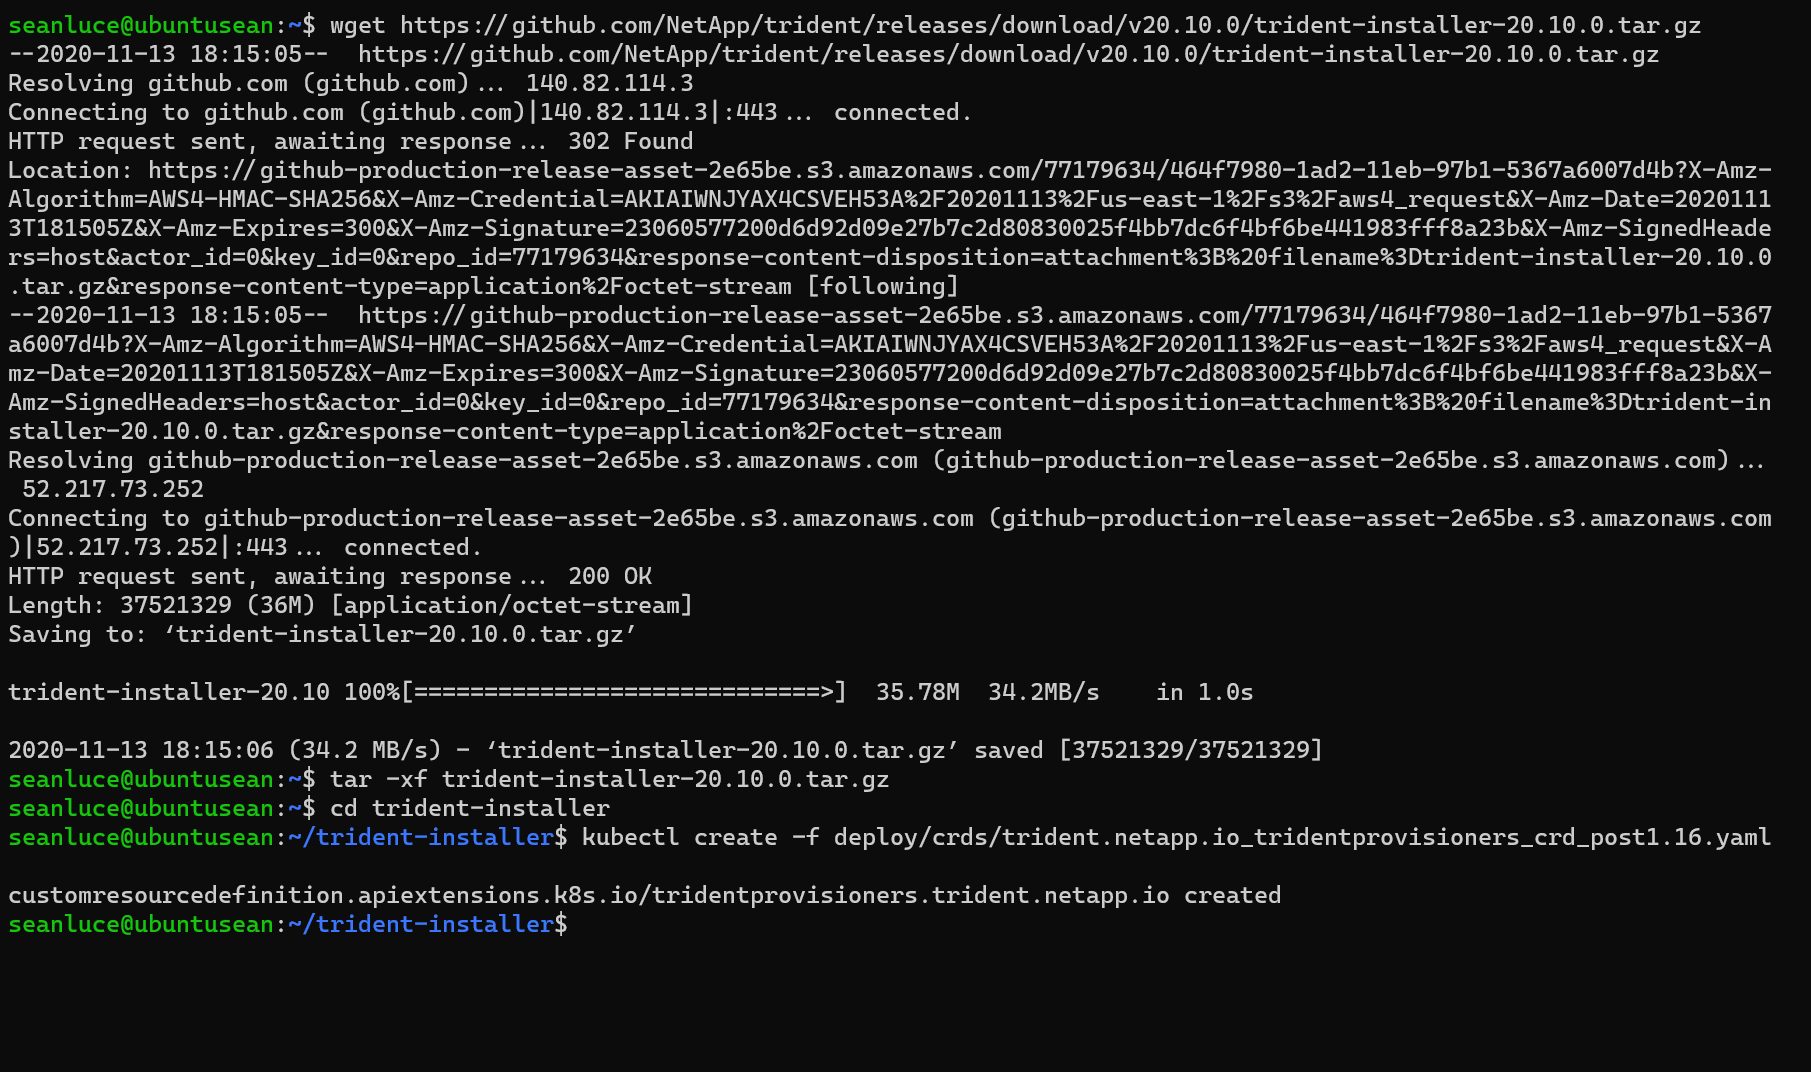 seanluce@ubuntusean:~$ wget https://github.com/NetApp/trident/releases/download/v20.10.0/trident-installer-20.10.0.tar.gz
--2020-11-13 18:15:05--  https://github.com/NetApp/trident/releases/download/v20.10.0/trident-installer-20.10.0.tar.gz
Resolving github.com (github.com)... 140.82.114.3
Connecting to github.com (github.com)|140.82.114.3|:443... connected.
HTTP request sent, awaiting response... 302 Found
Location: https://github-production-release-asset-2e65be.s3.amazonaws.com/77179634/464f7980-1ad2-11eb-97b1-5367a6007d4b?X-Amz-
Algorithm=AWS4-HMAC-SHA256&X-Amz-Credential=AKIAIWNJYAX4CSVEH53A%2F20201113%2Fus-east-1%2Fs3%2Faws4_request&X-Amz-Date=2020111
3T181505Z&X-Amz-Expires=300&X-Amz-Signature=23060577200d6d92d09e27b7c2d80830025f4bb7dc6f4bf6be441983fff8a23b&X-Amz-SignedHeade
rs=host&actor_id=0&key_id=0&repo_id=77179634&response-content-disposition=attachment%3B%20filename%3Dtrident-installer-20.10.0
.tar.gz&response-content-type=application%2Foctet-stream [following]
--2020-11-13 18:15:05--  https://github-production-release-asset-2e65be.s3.amazonaws.com/77179634/464f7980-1ad2-11eb-97b1-5367
a6007d4b?X-Amz-Algorithm=AWS4-HMAC-SHA256&X-Amz-Credential=AKIAIWNJYAX4CSVEH53A%2F20201113%2Fus-east-1%2Fs3%2Faws4_request&X-A
mz-Date=20201113T181505Z&X-Amz-Expires=300&X-Amz-Signature=23060577200d6d92d09e27b7c2d80830025f4bb7dc6f4bf6be441983fff8a23b&X-
Amz-SignedHeaders=host&actor_id=0&key_id=0&repo_id=77179634&response-content-disposition=attachment%3B%20filename%3Dtrident-in
staller-20.10.0.tar.gz&response-content-type=application%2Foctet-stream
Resolving github-production-release-asset-2e65be.s3.amazonaws.com (github-production-release-asset-2e65be.s3.amazonaws.com)...
 52.217.73.252
Connecting to github-production-release-asset-2e65be.s3.amazonaws.com (github-production-release-asset-2e65be.s3.amazonaws.com
)|52.217.73.252|:443... connected.
HTTP request sent, awaiting response... 200 OK
Length: 37521329 (36M) [application/octet-stream]
Saving to: ‘trident-installer-20.10.0.tar.gz’
trident-installer-20.10 100%[=============================>]  35.78M  34.2MB/s    in 1.0s
2020-11-13 18:15:06 (34.2 MB/s) - ‘trident-installer-20.10.0.tar.gz’ saved [37521329/37521329]
seanluce@ubuntusean:~$ tar -xf trident-installer-20.10.0.tar.gz
seanluce@ubuntusean:~$ cd trident-installer
seanluce@ubuntusean:~/trident-installer$ kubectl create -f deploy/crds/trident.netapp.io_tridentprovisioners_crd_post1.16.yaml
customresourcedefinition.apiextensions.k8s.io/tridentprovisioners.trident.netapp.io created
seanluce@ubuntusean:~/trident-installer$